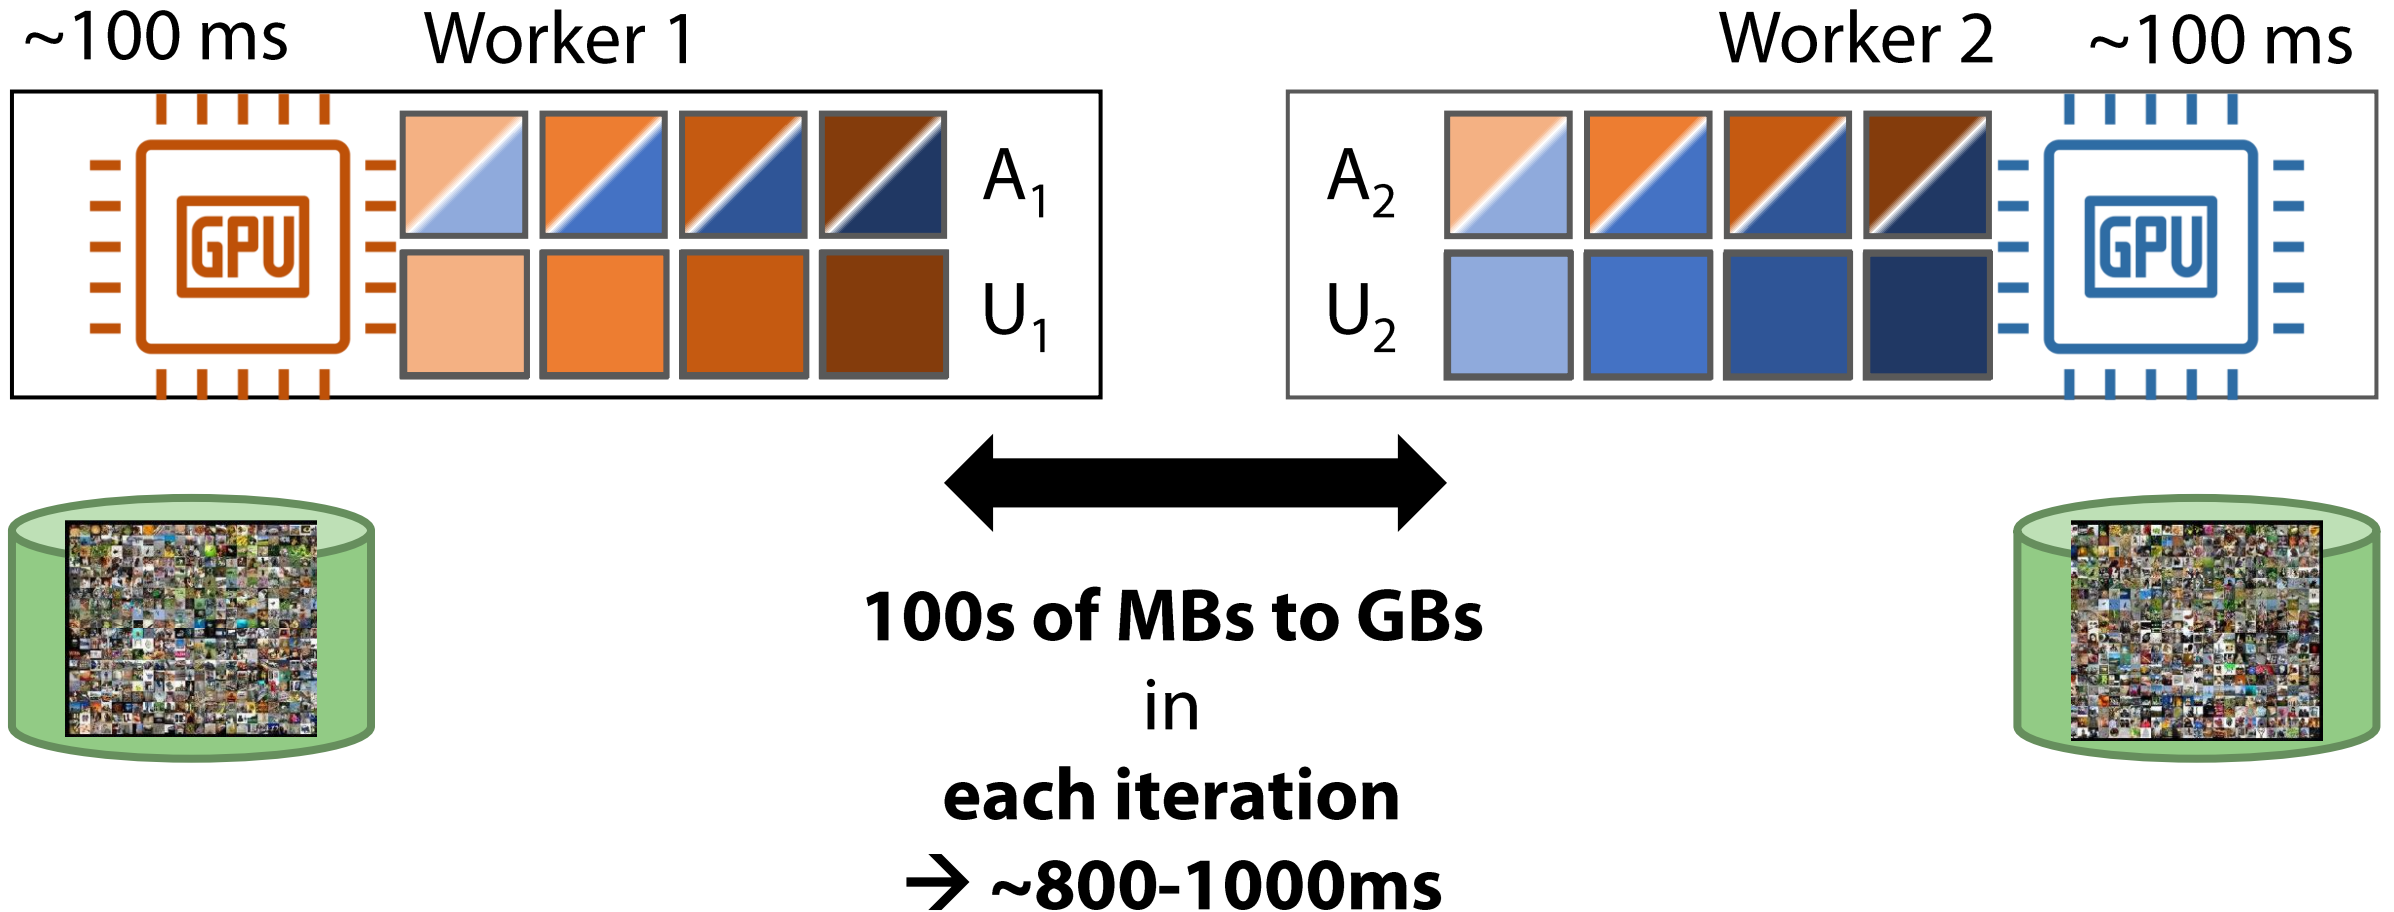 ~100 ms Worker 1 Worker 2 ~100 ms
GPU A₁ A₂ GPU
U₁ U₂
100s of MBs to GBs
in
each iteration
→ ~800-1000ms